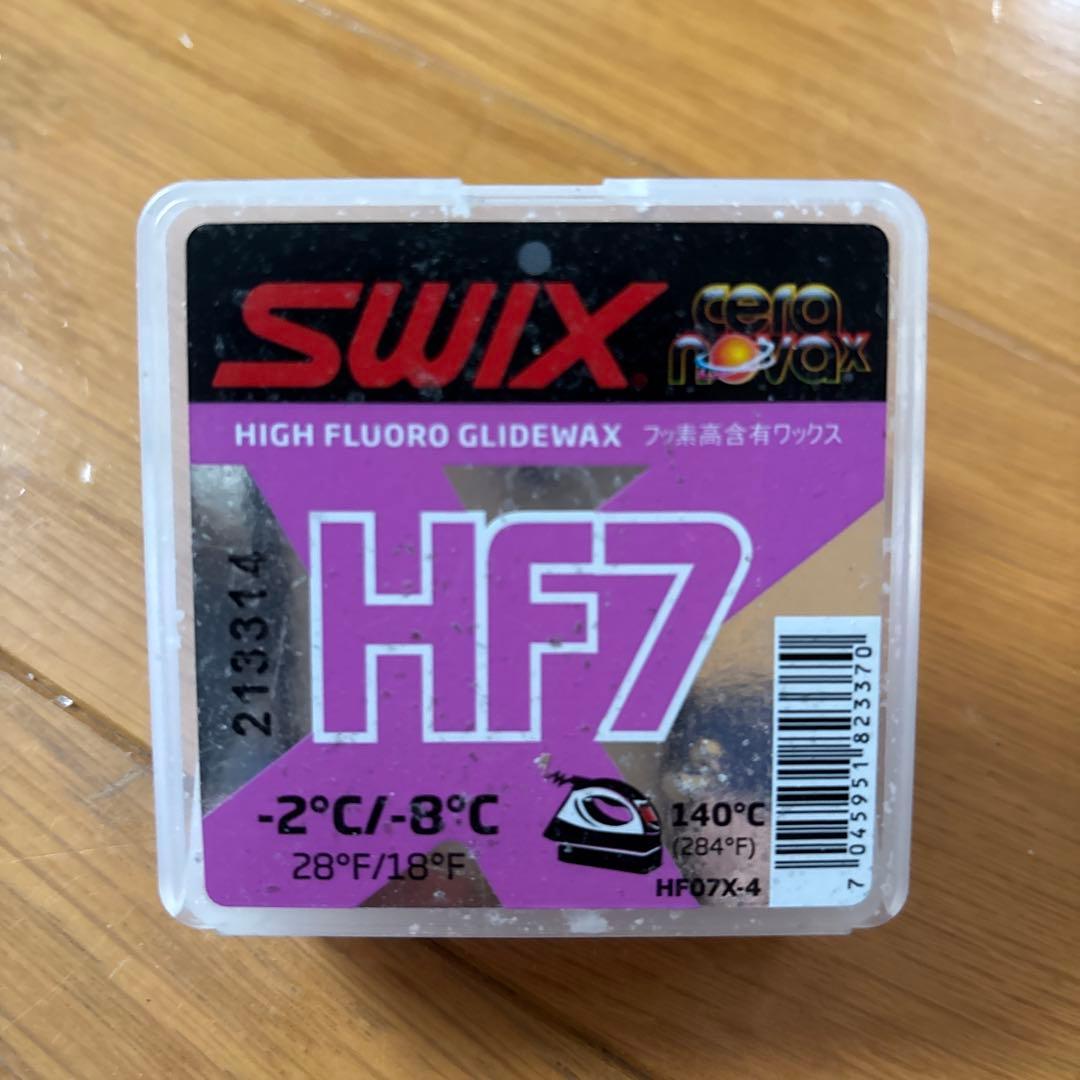 SWIX
cera
novax
HIGH FLUORO GLIDEWAX フッ素高含有ワックス
HF7
213314
-2°C/-8°C
28°F/18°F
140°C
(284°F)
HF07X-4
7 045951 823370